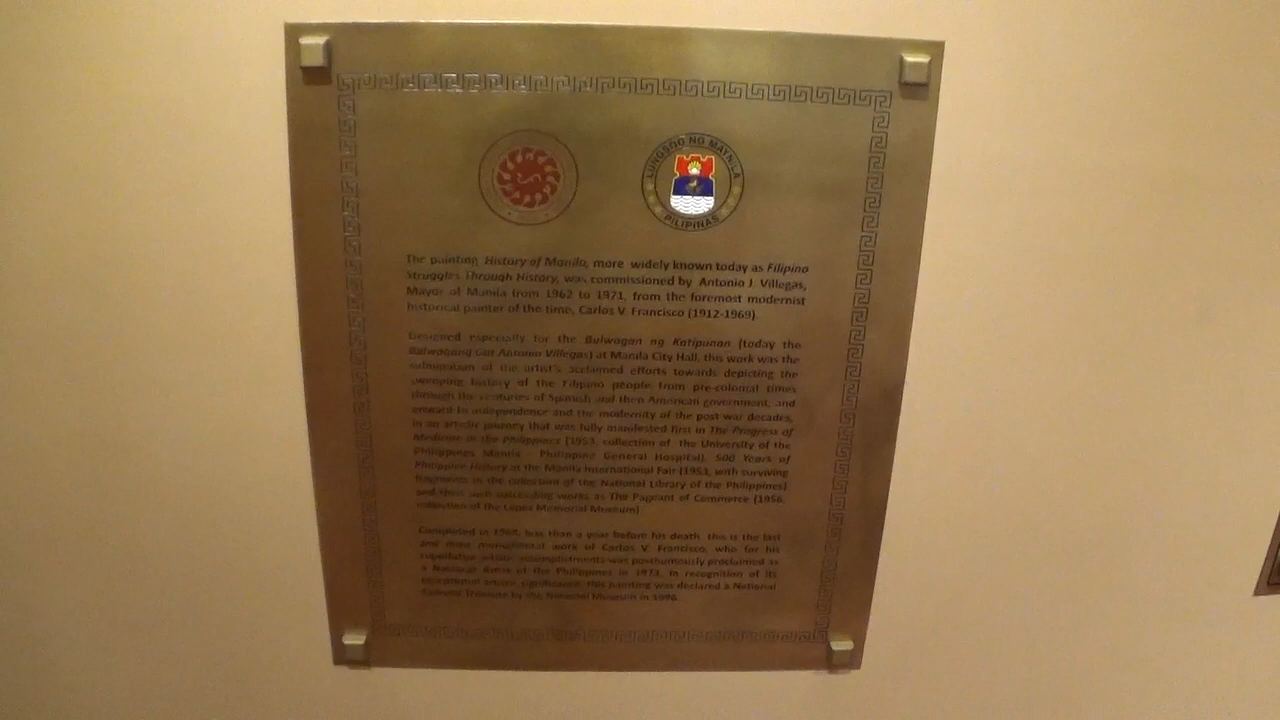 LUNGSOD NG MAYNILA
PILIPINAS
The painting History of Manila, more widely known today as Filipino
Struggles Through History, was commissioned by Antonio J. Villegas,
Mayor of Manila from 1962 to 1971, from the foremost modernist
historical painter of the time, Carlos V. Francisco (1912-1969).
Designed especially for the Bulwagan ng Katipunan (today the
Bulwagang Gat Antonio Villegas) at Manila City Hall, this work was the
culmination of the artist's acclaimed efforts towards depicting the
sweeping history of the Filipino people from pre-colonial times
through the centuries of Spanish and then American government, and
onward to independence and the modernity of the post-war decades,
in an artistic journey that was fully manifested first in The Progress of
Medicine in the Philippines (1953, collection of the University of the
Philippines Manila - Philippine General Hospital), 500 Years of
Philippine History at the Manila International Fair (1953, with surviving
fragments in the collection of the National Library of the Philippines)
and then such succeeding works as The Pageant of Commerce (1956,
collection of the Lopez Memorial Museum)
Completed in 1968, less than a year before his death, this is the last
and most monumental work of Carlos V. Francisco, who for his
superlative artistic accomplishments was posthumously proclaimed as
a National Artist of the Philippines in 1973. In recognition of its
exceptional artistic significance, this painting was declared a National
Cultural Treasure by the National Museum in 1996.